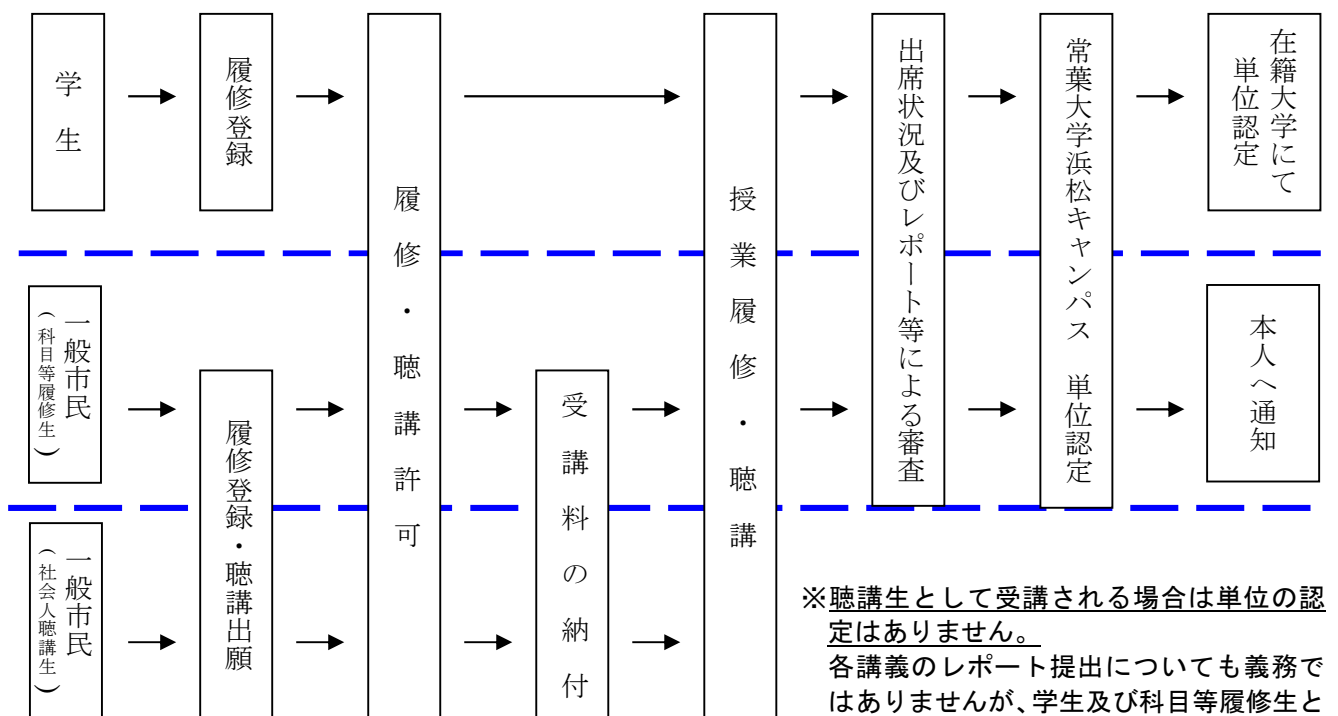 学生
履修登録
履修・聴講許可
授業履修・聴講
出席状況及びレポート等による審査
常葉大学浜松キャンパス 単位認定
在籍大学にて
単位認定
一般市民
(科目等履修生)
履修登録・聴講出願
受講料の納付
本人へ通知
一般市民
(社会人聴講生)
※聴講生として受講される場合は単位の認
定はありません。
各講義のレポート提出についても義務で
はありませんが、学生及び科目等履修生と